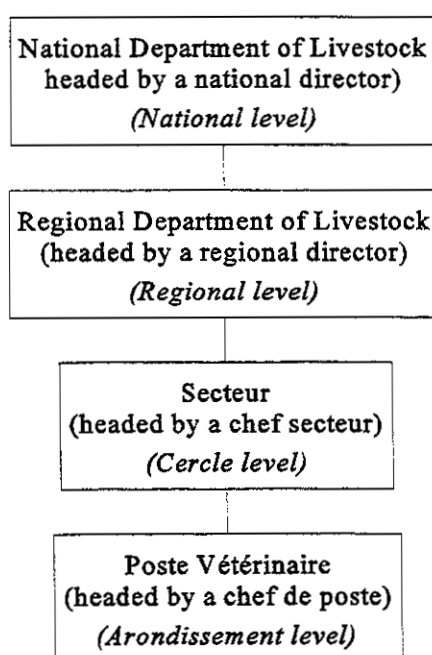 National Department of Livestock
headed by a national director)
(National level)
Regional Department of Livestock
(headed by a regional director)
(Regional level)
Secteur
(headed by a chef secteur)
(Cercle level)
Poste Vétérinaire
(headed by a chef de poste)
(Arondissement level)